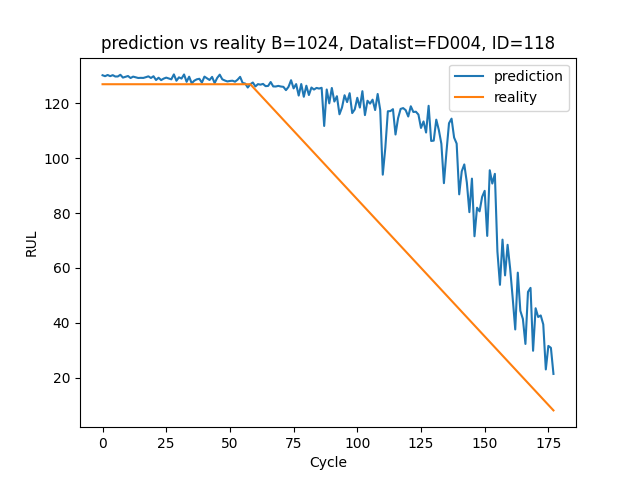 prediction vs reality B=1024, Datalist=FD004, ID=118
prediction
reality
RUL
120
100
80
60
40
20
0 25 50 75 100 125 150 175
Cycle